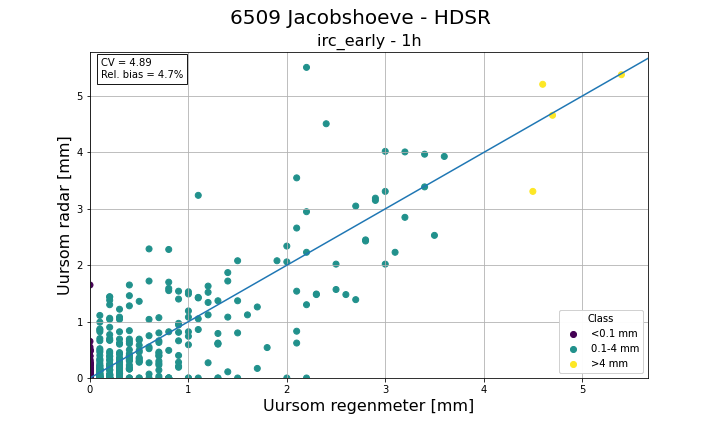 6509 Jacobshoeve - HDSR
irc_early - 1h
CV = 4.89
Rel. bias = 4.7%
5
4
3
2
1
0
Uursom radar [mm]
Class
<0.1 mm
0.1-4 mm
>4 mm
0 1 2 3 4 5
Uursom regenmeter [mm]